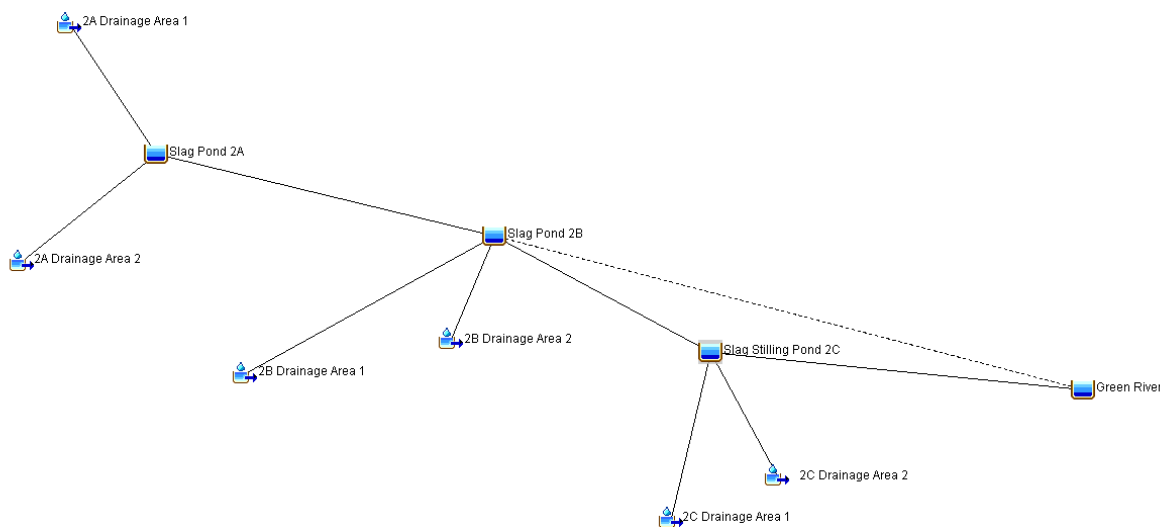 2A Drainage Area 1
Slag Pond 2A
Slag Pond 2B
2A Drainage Area 2
2B Drainage Area 2
Slag Stilling Pond 2C
2B Drainage Area 1
Green River
2C Drainage Area 2
2C Drainage Area 1